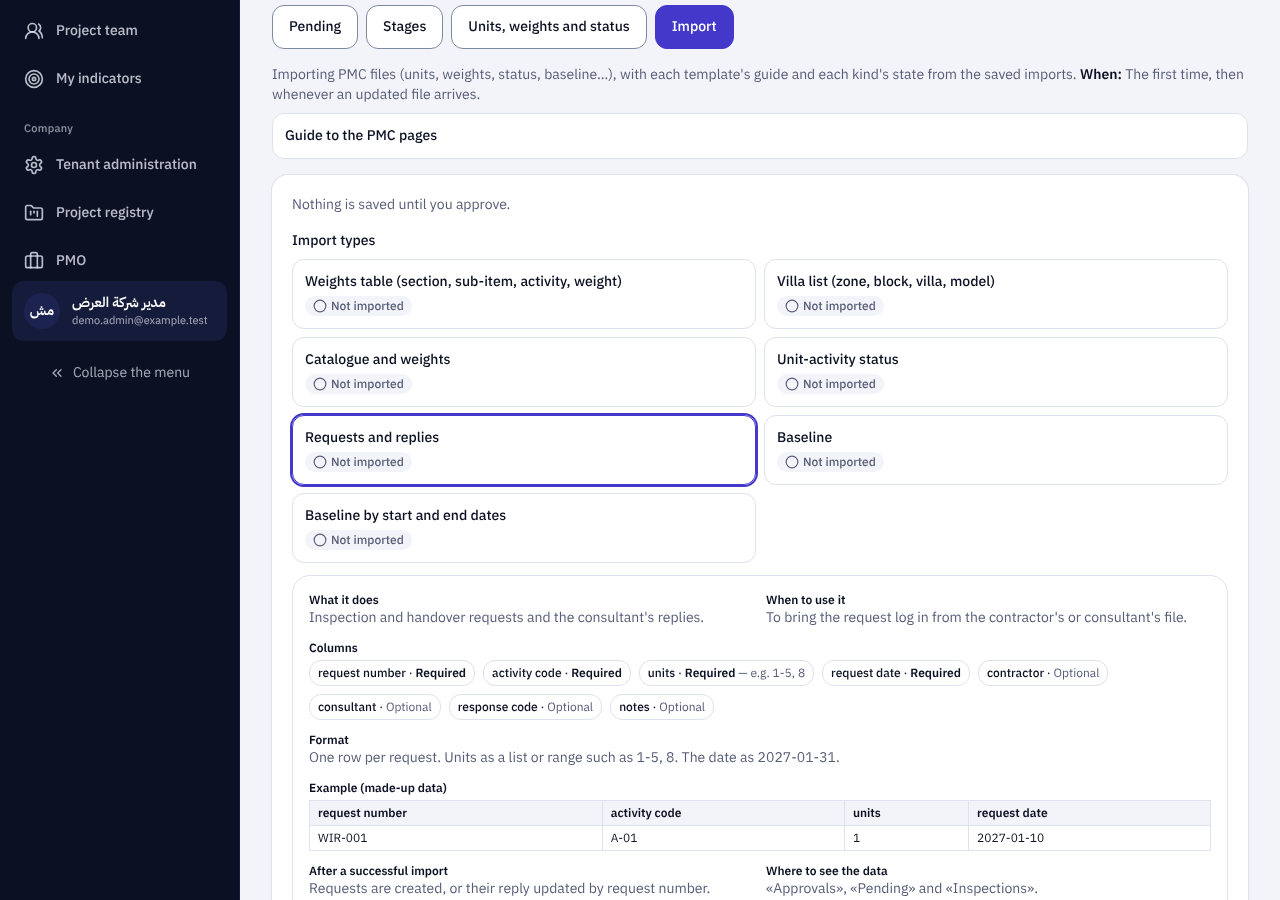 Project team
My indicators
Company
Tenant administration
Project registry
PMO
مش
مدير شركة العرض
demo.admin@example.test
« Collapse the menu
Pending
Stages
Units, weights and status
Import
Importing PMC files (units, weights, status, baseline...), with each template's guide and each kind's state from the saved imports. When: The first time, then
whenever an updated file arrives.
Guide to the PMC pages
Nothing is saved until you approve.
Import types
Weights table (section, sub-item, activity, weight)
Not imported
Villa list (zone, block, villa, model)
Not imported
Catalogue and weights
Not imported
Unit-activity status
Not imported
Requests and replies
Not imported
Baseline
Not imported
Baseline by start and end dates
Not imported
What it does
Inspection and handover requests and the consultant's replies.
When to use it
To bring the request log in from the contractor's or consultant's file.
Columns
request number · Required
activity code · Required
units · Required — e.g. 1-5, 8
request date · Required
contractor · Optional
consultant · Optional
response code · Optional
notes · Optional
Format
One row per request. Units as a list or range such as 1-5, 8. The date as 2027-01-31.
Example (made-up data)
request number activity code units request date
WIR-001 A-01 1 2027-01-10
After a successful import
Requests are created, or their reply updated by request number.
Where to see the data
«Approvals», «Pending» and «Inspections».